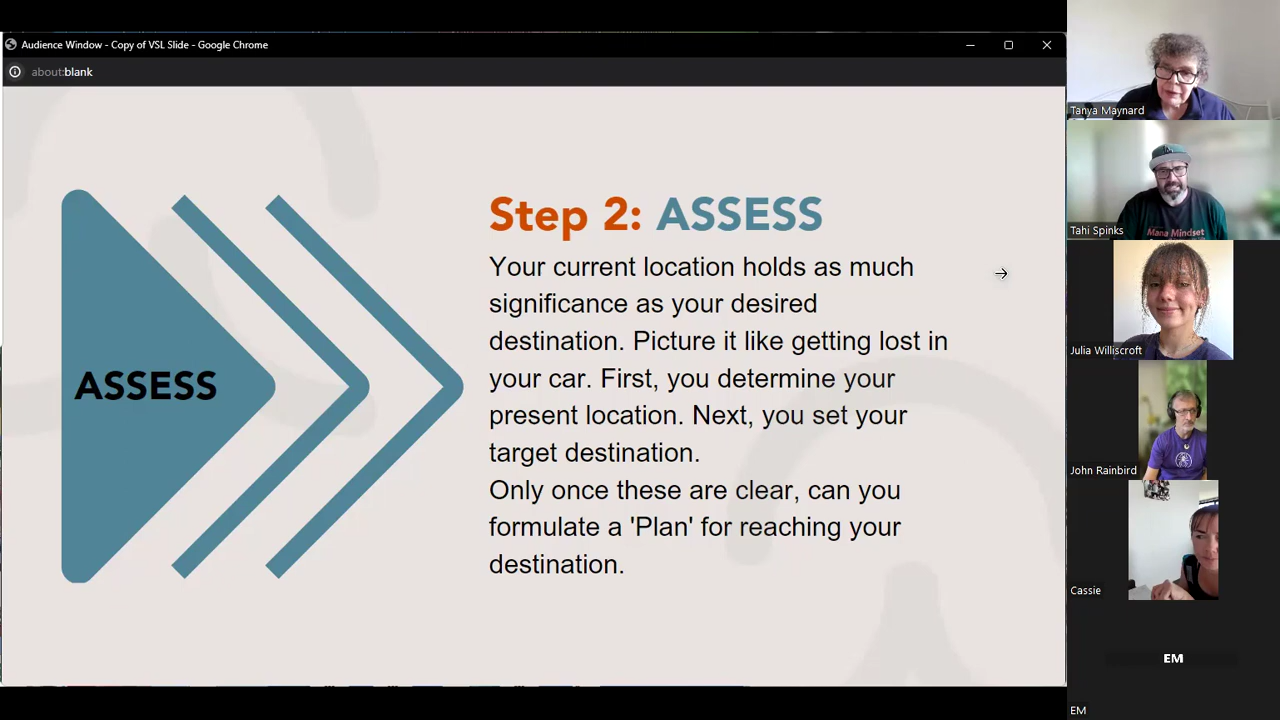 Audience Window - Copy of VSL Slide - Google Chrome
about:blank
ASSESS
Step 2: ASSESS
Your current location holds as much
significance as your desired
destination. Picture it like getting lost in
your car. First, you determine your
present location. Next, you set your
target destination.
Only once these are clear, can you
formulate a 'Plan' for reaching your
destination.
Tanya Maynard
Tahi Spinks
Mana Mindset
Julia Williscroft
John Rainbird
Cassie
EM
EM